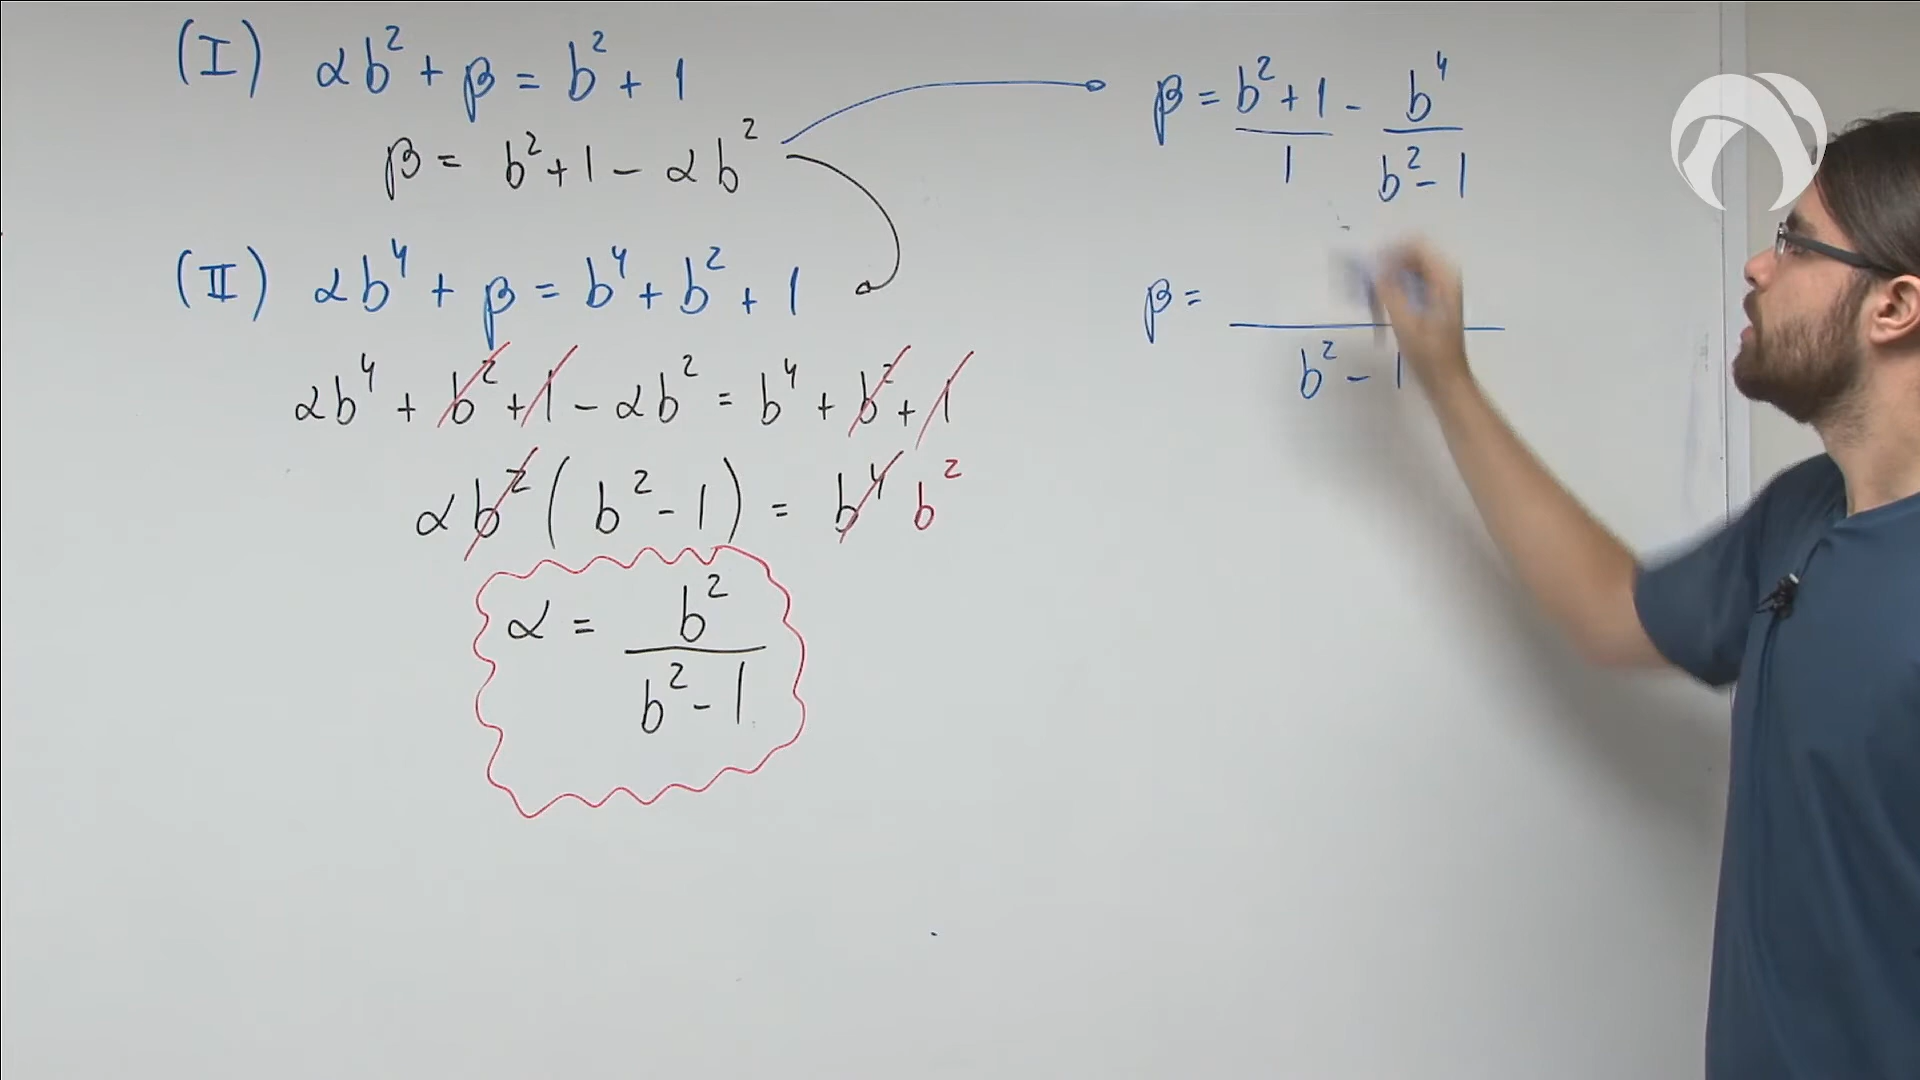 (I) αb² + β = b² + 1
β = b² + 1 - αb²
(II) αb⁴ + β = b⁴ + b² + 1
αb⁴ + b² + 1 - αb² = b⁴ + b² + 1
αb² ( b² - 1 ) = b⁴ b²
α = b² / b² - 1
β = b² + 1 / 1 - b⁴ / b² - 1
β = / b² - 1